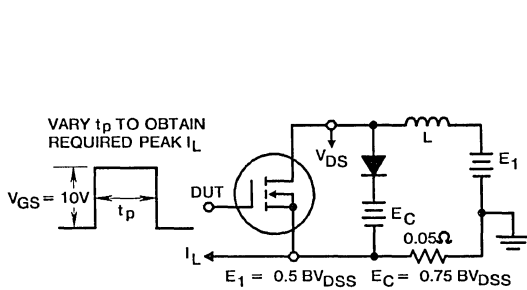 VARY tp TO OBTAIN
REQUIRED PEAK IL
VGS = 10V
tp
DUT
VDS
L
E1
EC
0.05Ω
IL
E1 = 0.5 BVDSS EC = 0.75 BVDSS